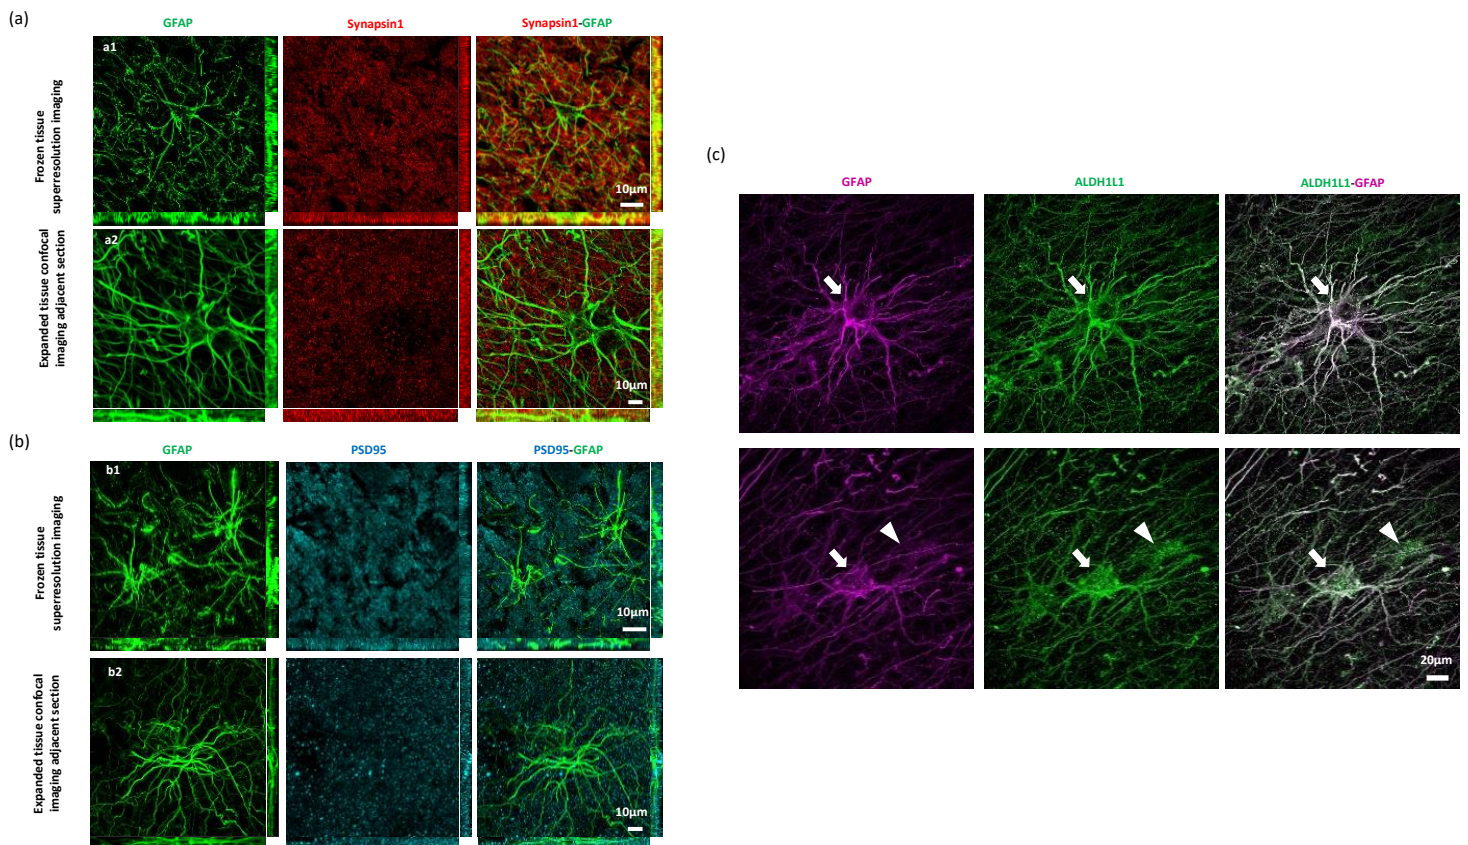 (a)
GFAP
Synapsin1
Synapsin1-GFAP
Frozen tissue
superresolution imaging
a1
10µm
Expanded tissue confocal
imaging adjacent section
a2
10µm
(b)
GFAP
PSD95
PSD95-GFAP
Frozen tissue
superresolution imaging
b1
10µm
Expanded tissue confocal
imaging adjacent section
b2
10µm
(c)
GFAP
ALDH1L1
ALDH1L1-GFAP
20µm